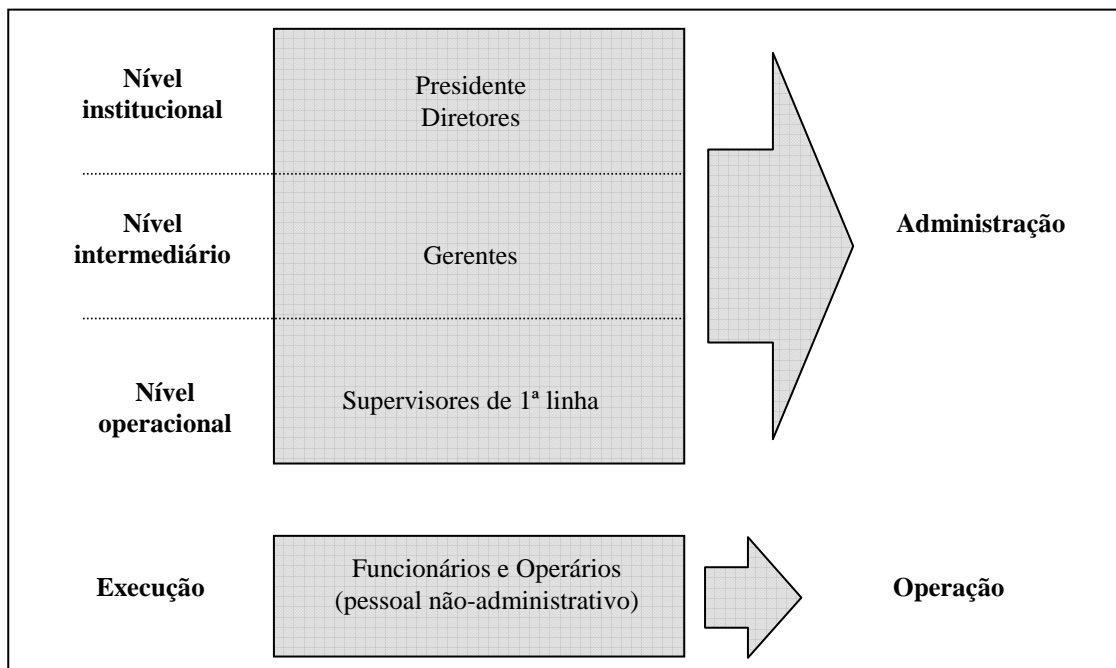 Nível
institucional
Presidente
Diretores
Nível
intermediário
Gerentes
Administração
Nível
operacional
Supervisores de 1ª linha
Execução
Funcionários e Operários
(pessoal não-administrativo)
Operação